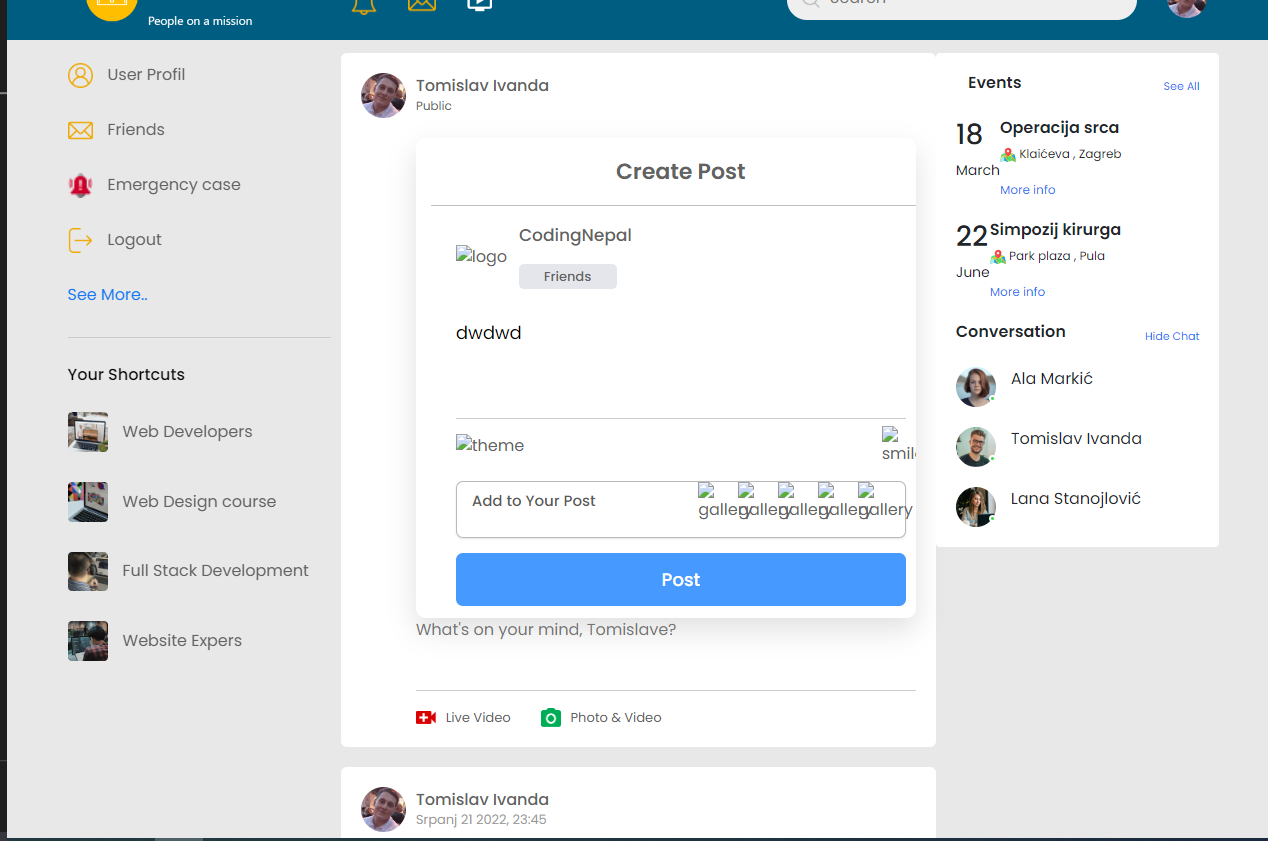 People on a mission
Search
User Profil
Friends
Emergency case
Logout
See More..
Your Shortcuts
Web Developers
Web Design course
Full Stack Development
Website Expers
Tomislav Ivanda
Public
Create Post
CodingNepal
logo
Friends
dwdwd
theme
smile
Add to Your Post
gallery gallery gallery gallery gallery
Post
What's on your mind, Tomislave?
Live Video
Photo & Video
Tomislav Ivanda
Srpanj 21 2022, 23:45
Events
See All
18
March
Operacija srca
Klaićeva , Zagreb
More info
22
June
Simpozij kirurga
Park plaza , Pula
More info
Conversation
Hide Chat
Ala Markić
Tomislav Ivanda
Lana Stanojlović